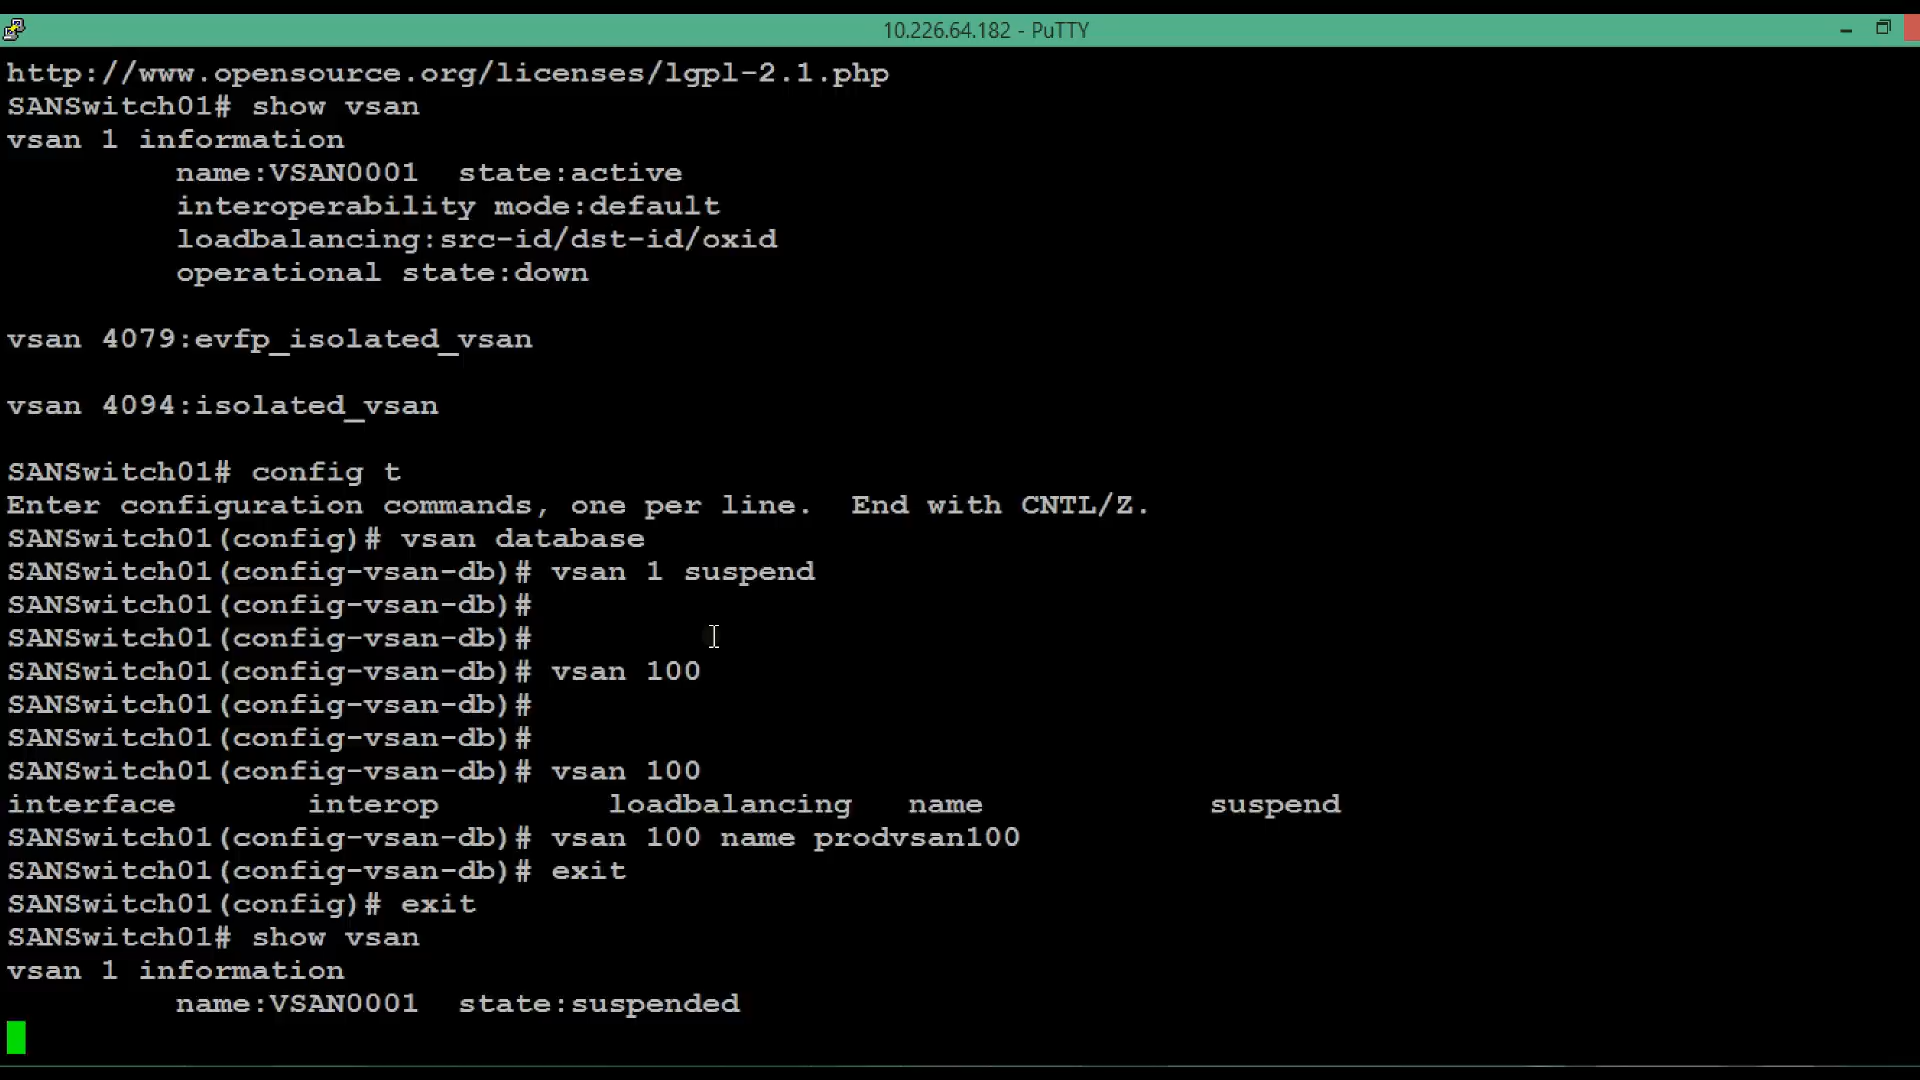 10.226.64.182 - PuTTY
http://www.opensource.org/licenses/lgpl-2.1.php
SANSwitch01# show vsan
vsan 1 information
name:VSAN0001  state:active
interoperability mode:default
loadbalancing:src-id/dst-id/oxid
operational state:down
vsan 4079:evfp_isolated_vsan
vsan 4094:isolated_vsan
SANSwitch01# config t
Enter configuration commands, one per line.  End with CNTL/Z.
SANSwitch01(config)# vsan database
SANSwitch01(config-vsan-db)# vsan 1 suspend
SANSwitch01(config-vsan-db)#
SANSwitch01(config-vsan-db)#
SANSwitch01(config-vsan-db)# vsan 100
SANSwitch01(config-vsan-db)#
SANSwitch01(config-vsan-db)#
SANSwitch01(config-vsan-db)# vsan 100
interface       interop         loadbalancing   name            suspend
SANSwitch01(config-vsan-db)# vsan 100 name prodvsan100
SANSwitch01(config-vsan-db)# exit
SANSwitch01(config)# exit
SANSwitch01# show vsan
vsan 1 information
name:VSAN0001  state:suspended